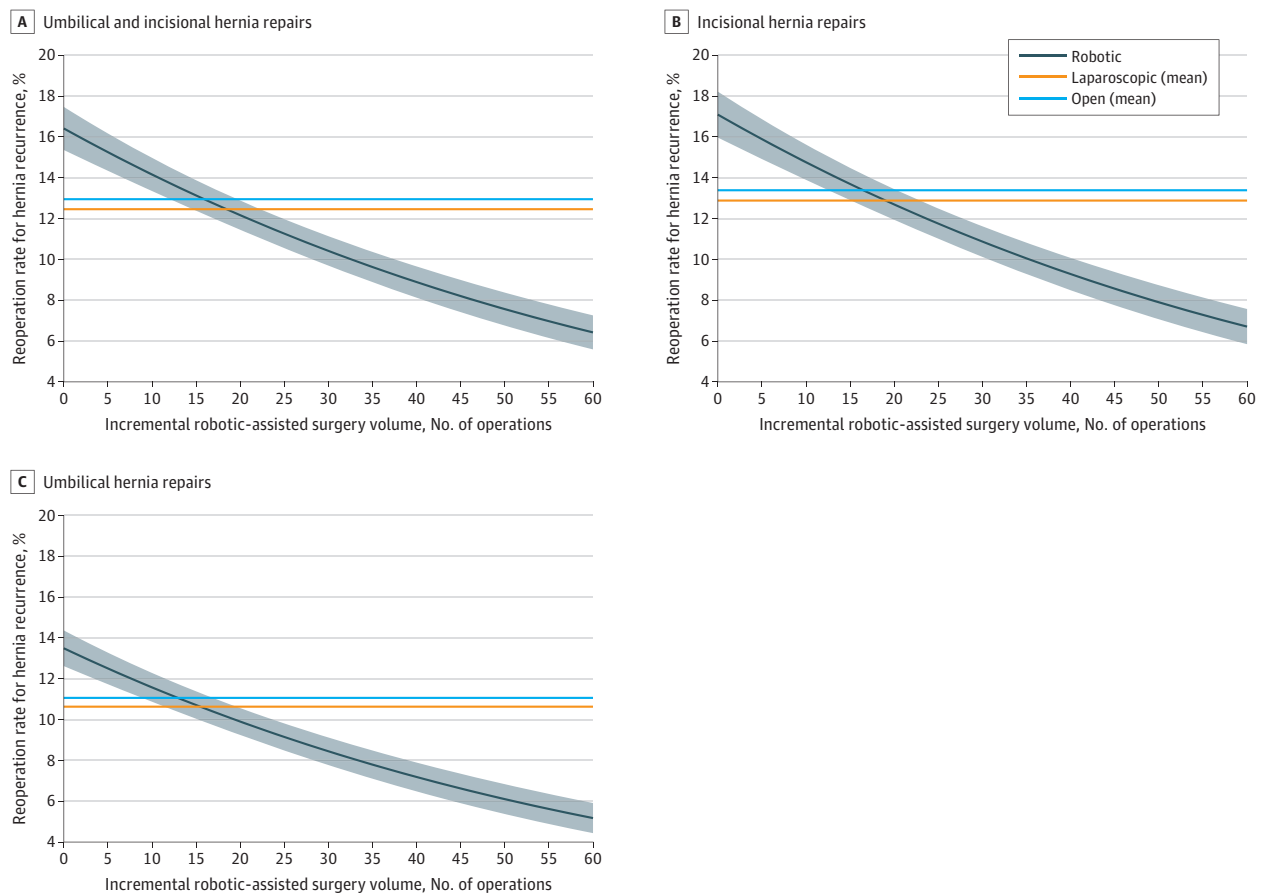 A Umbilical and incisional hernia repairs
Reoperation rate for hernia recurrence, %
20
18
16
14
12
10
8
6
4
0 5 10 15 20 25 30 35 40 45 50 55 60
Incremental robotic-assisted surgery volume, No. of operations
B Incisional hernia repairs
Robotic
Laparoscopic (mean)
Open (mean)
Reoperation rate for hernia recurrence, %
20
18
16
14
12
10
8
6
4
0 5 10 15 20 25 30 35 40 45 50 55 60
Incremental robotic-assisted surgery volume, No. of operations
C Umbilical hernia repairs
Reoperation rate for hernia recurrence, %
20
18
16
14
12
10
8
6
4
0 5 10 15 20 25 30 35 40 45 50 55 60
Incremental robotic-assisted surgery volume, No. of operations